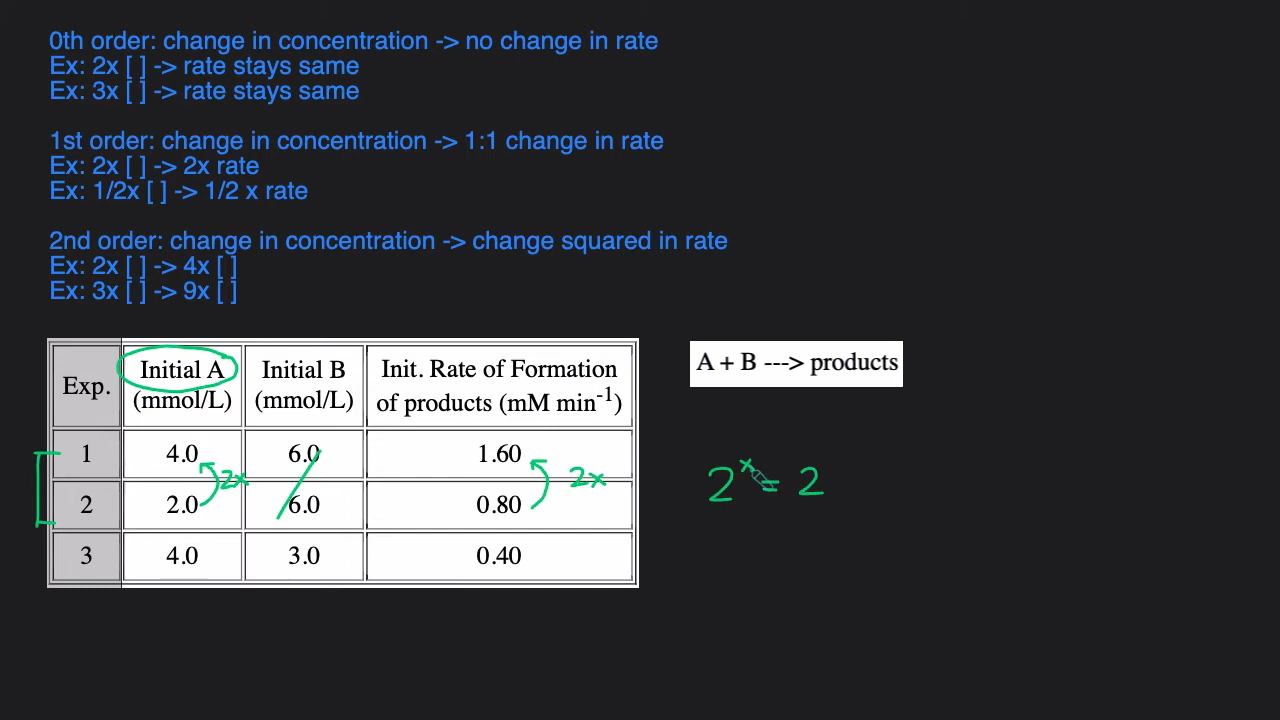 0th order: change in concentration -> no change in rate
Ex: 2x [ ] -> rate stays same
Ex: 3x [ ] -> rate stays same
1st order: change in concentration -> 1:1 change in rate
Ex: 2x [ ] -> 2x rate
Ex: 1/2x [ ] -> 1/2 x rate
2nd order: change in concentration -> change squared in rate
Ex: 2x [ ] -> 4x [ ]
Ex: 3x [ ] -> 9x [ ]
Exp. Initial A (mmol/L) Initial B (mmol/L) Init. Rate of Formation of products (mM min⁻¹)
1 4.0 6.0 1.60
2x 2x
2 2.0 6.0 0.80
3 4.0 3.0 0.40
A + B ---> products
2ˣ = 2